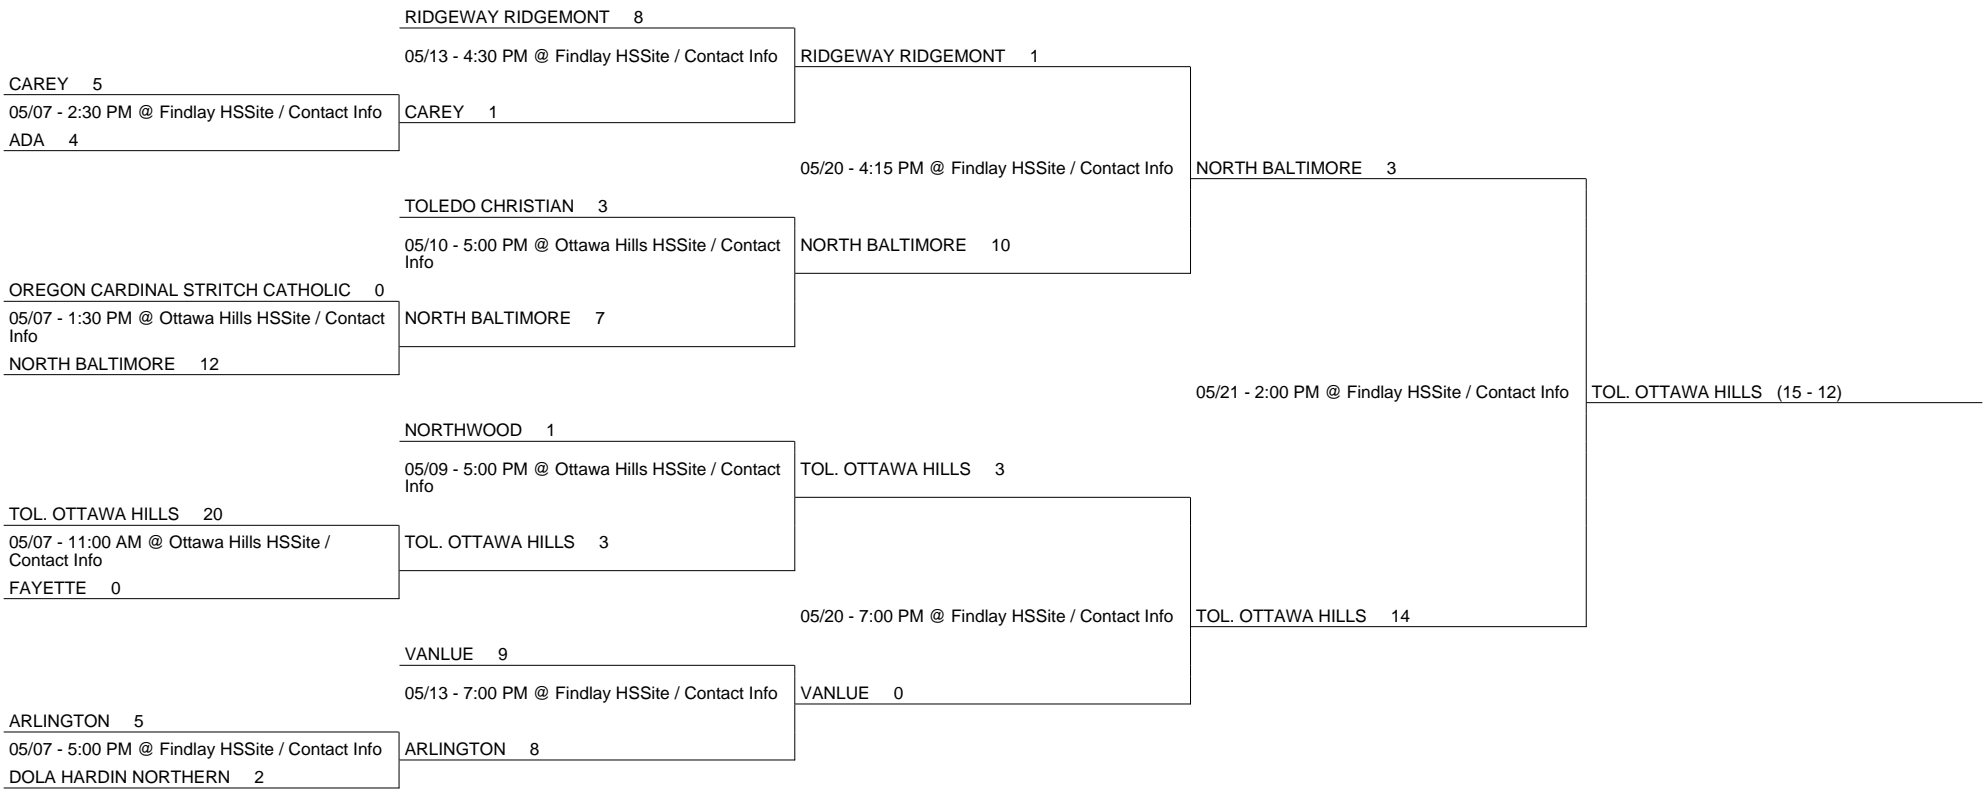 RIDGEWAY RIDGEMONT 8
05/13 - 4:30 PM @ Findlay HSSite / Contact Info
RIDGEWAY RIDGEMONT 1
CAREY 5
05/07 - 2:30 PM @ Findlay HSSite / Contact Info
CAREY 1
ADA 4
05/20 - 4:15 PM @ Findlay HSSite / Contact Info
NORTH BALTIMORE 3
TOLEDO CHRISTIAN 3
05/10 - 5:00 PM @ Ottawa Hills HSSite / Contact
Info
NORTH BALTIMORE 10
OREGON CARDINAL STRITCH CATHOLIC 0
05/07 - 1:30 PM @ Ottawa Hills HSSite / Contact
Info
NORTH BALTIMORE 7
NORTH BALTIMORE 12
05/21 - 2:00 PM @ Findlay HSSite / Contact Info
TOL. OTTAWA HILLS (15 - 12)
NORTHWOOD 1
05/09 - 5:00 PM @ Ottawa Hills HSSite / Contact
Info
TOL. OTTAWA HILLS 3
TOL. OTTAWA HILLS 20
05/07 - 11:00 AM @ Ottawa Hills HSSite /
Contact Info
TOL. OTTAWA HILLS 3
FAYETTE 0
05/20 - 7:00 PM @ Findlay HSSite / Contact Info
TOL. OTTAWA HILLS 14
VANLUE 9
05/13 - 7:00 PM @ Findlay HSSite / Contact Info
VANLUE 0
ARLINGTON 5
05/07 - 5:00 PM @ Findlay HSSite / Contact Info
ARLINGTON 8
DOLA HARDIN NORTHERN 2